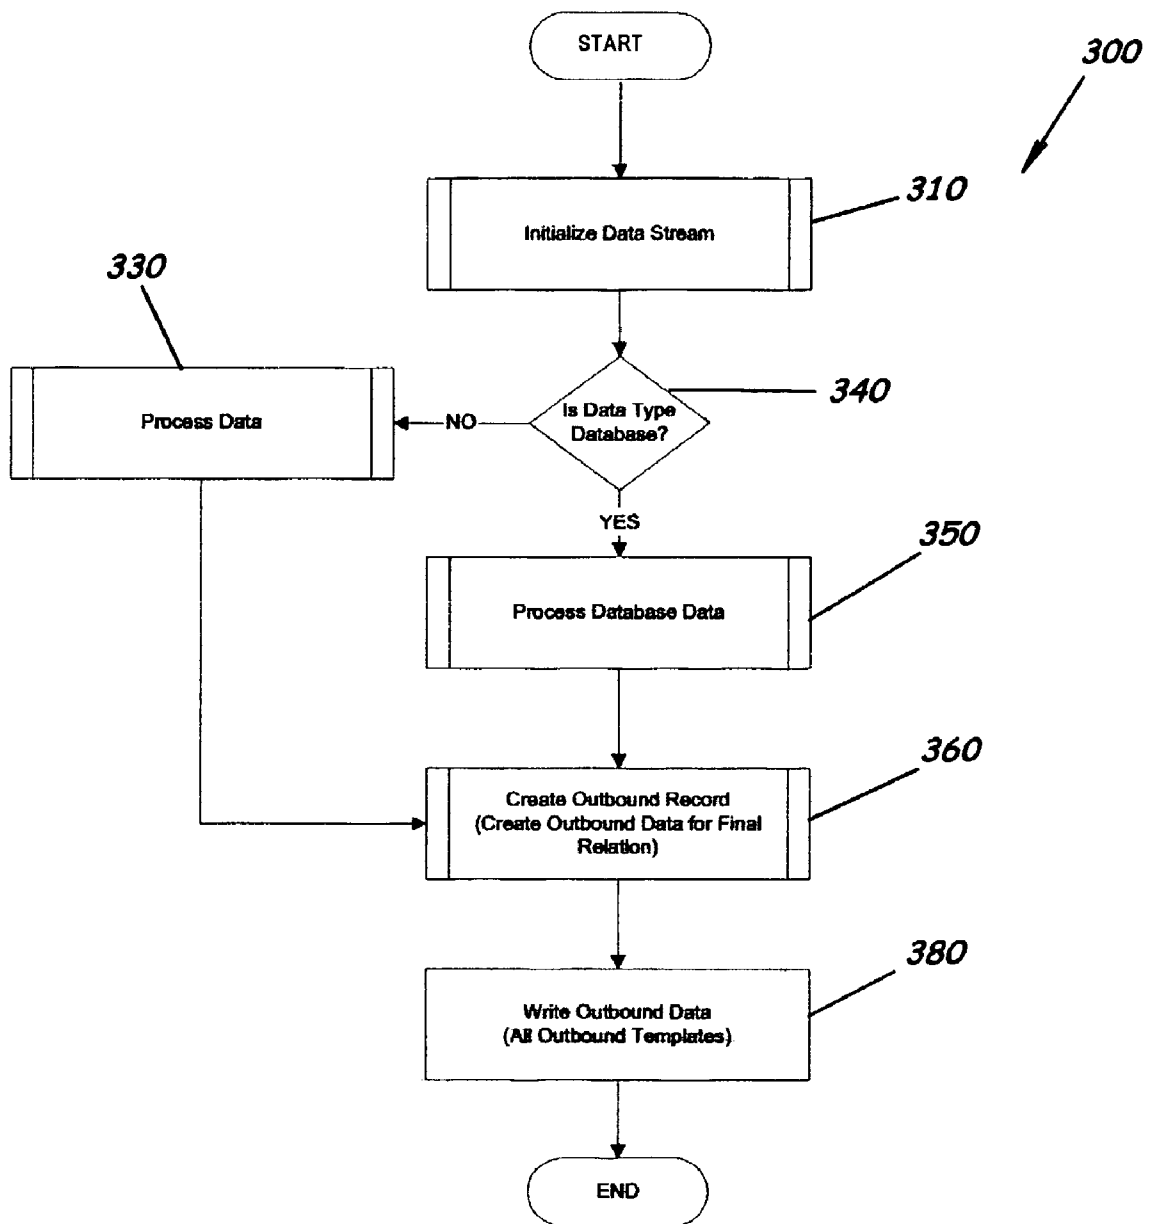 START
300
310
Initialize Data Stream
330
340
Is Data Type
Database?
NO
Process Data
YES
350
Process Database Data
360
Create Outbound Record
(Create Outbound Data for Final
Relation)
380
Write Outbound Data
(All Outbound Templates)
END